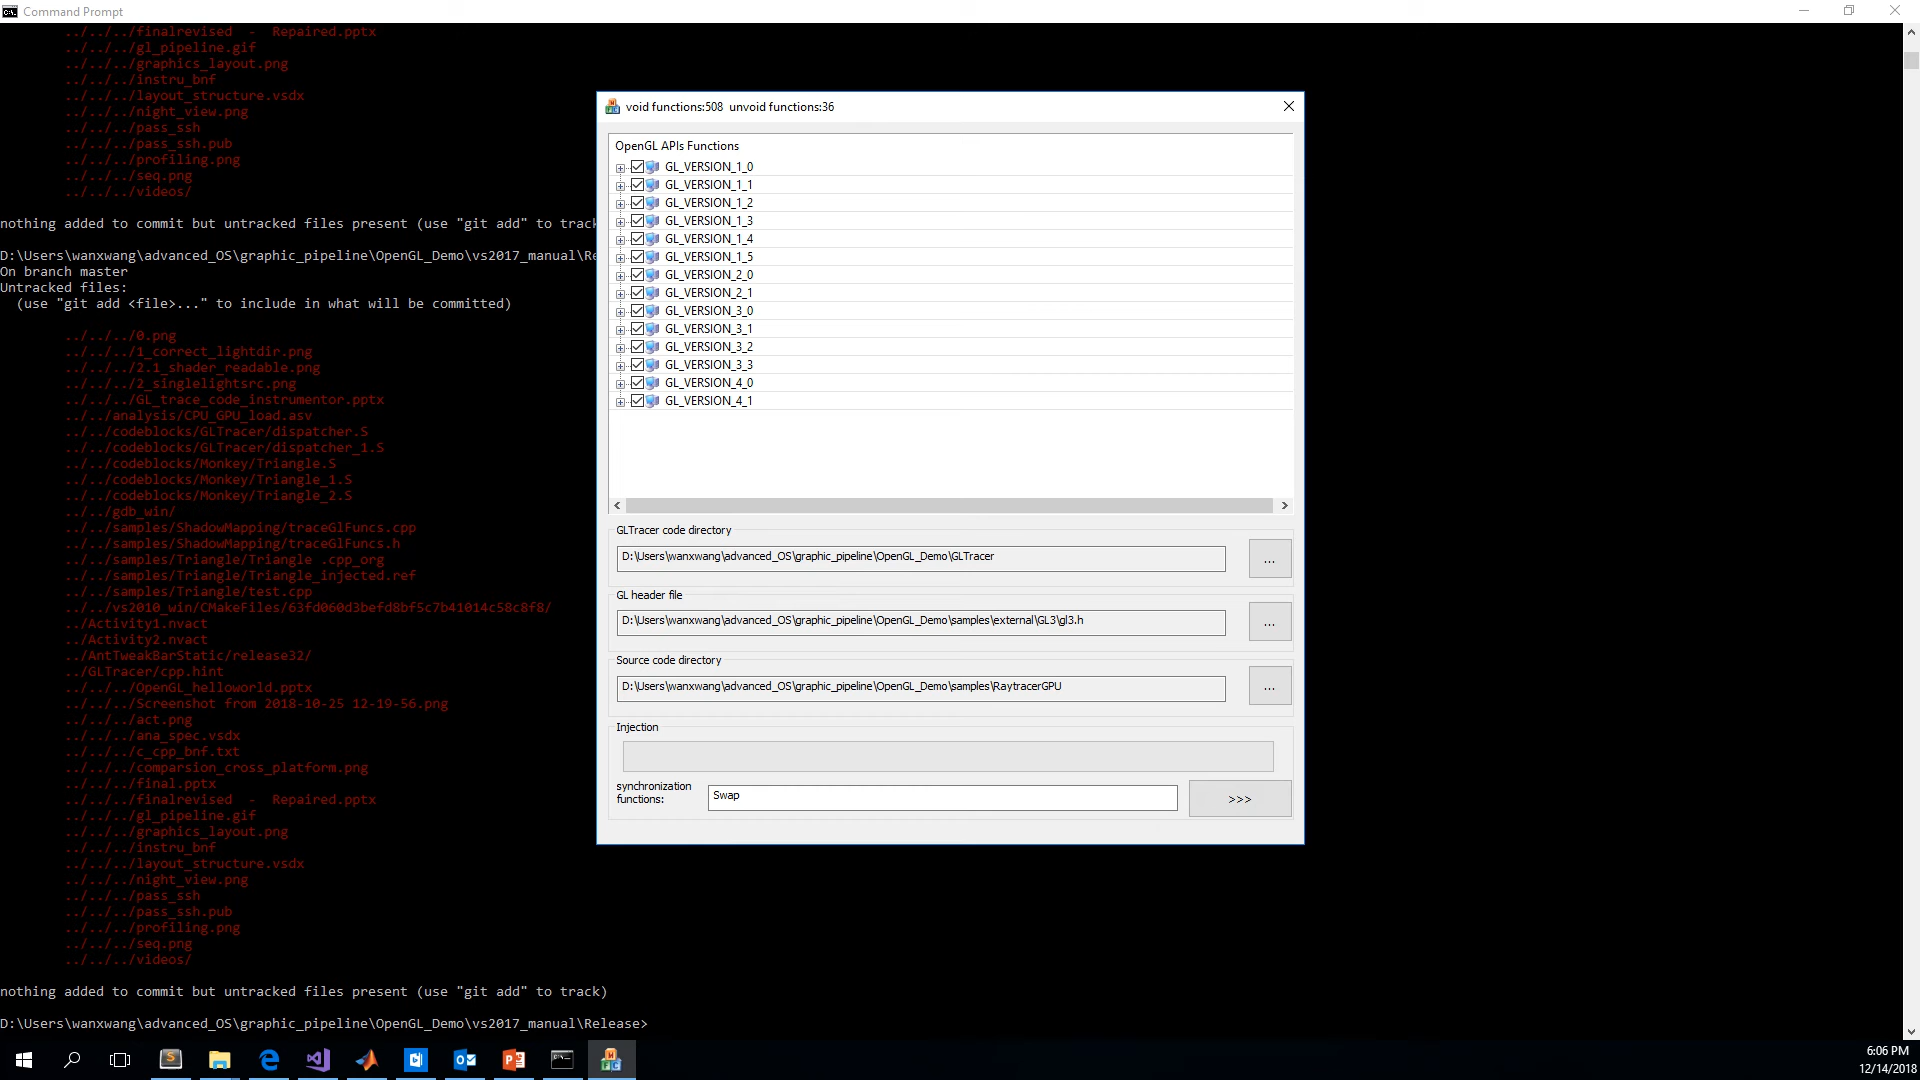 Command Prompt
../../../finalrevised  -  Repaired.pptx
../../../gl_pipeline.gif
../../../graphics_layout.png
../../../instru_bnf
../../../layout_structure.vsdx
../../../night_view.png
../../../pass_ssh
../../../pass_ssh.pub
../../../profiling.png
../../../seq.png
../../../videos/
nothing added to commit but untracked files present (use "git add" to track
D:\Users\wanxwang\advanced_OS\graphic_pipeline\OpenGL_Demo\vs2017_manual\Re
On branch master
Untracked files:
(use "git add <file>..." to include in what will be committed)
../../../0.png
../../../1_correct_lightdir.png
../../../2.1_shader_readable.png
../../../2_singlelightsrc.png
../../../GL_trace_code_instrumentor.pptx
../../analysis/CPU_GPU_load.asv
../../codeblocks/GLTracer/dispatcher.S
../../codeblocks/GLTracer/dispatcher_1.S
../../codeblocks/Monkey/Triangle.S
../../codeblocks/Monkey/Triangle_1.S
../../codeblocks/Monkey/Triangle_2.S
../../gdb_win/
../../samples/ShadowMapping/traceGlFuncs.cpp
../../samples/ShadowMapping/traceGlFuncs.h
../../samples/Triangle/Triangle .cpp_org
../../samples/Triangle/Triangle_injected.ref
../../samples/Triangle/test.cpp
../../vs2010_win/CMakeFiles/63fd060d3befd8bf5c7b41014c58c8f8/
../Activity1.nvact
../Activity2.nvact
../AntTweakBarStatic/release32/
../GLTracer/cpp.hint
../../../OpenGL_helloworld.pptx
../../../Screenshot from 2018-10-25 12-19-56.png
../../../act.png
../../../ana_spec.vsdx
../../../c_cpp_bnf.txt
../../../comparsion_cross_platform.png
../../../final.pptx
../../../finalrevised  -  Repaired.pptx
../../../gl_pipeline.gif
../../../graphics_layout.png
../../../instru_bnf
../../../layout_structure.vsdx
../../../night_view.png
../../../pass_ssh
../../../pass_ssh.pub
../../../profiling.png
../../../seq.png
../../../videos/
nothing added to commit but untracked files present (use "git add" to track)
D:\Users\wanxwang\advanced_OS\graphic_pipeline\OpenGL_Demo\vs2017_manual\Release>
void functions:508  unvoid functions:36
OpenGL APIs Functions
GL_VERSION_1_0
GL_VERSION_1_1
GL_VERSION_1_2
GL_VERSION_1_3
GL_VERSION_1_4
GL_VERSION_1_5
GL_VERSION_2_0
GL_VERSION_2_1
GL_VERSION_3_0
GL_VERSION_3_1
GL_VERSION_3_2
GL_VERSION_3_3
GL_VERSION_4_0
GL_VERSION_4_1
GLTracer code directory
D:\Users\wanxwang\advanced_OS\graphic_pipeline\OpenGL_Demo\GLTracer
...
GL header file
D:\Users\wanxwang\advanced_OS\graphic_pipeline\OpenGL_Demo\samples\external\GL3\gl3.h
...
Source code directory
D:\Users\wanxwang\advanced_OS\graphic_pipeline\OpenGL_Demo\samples\RaytracerGPU
...
Injection
synchronization
functions:
Swap
>>>
6:06 PM
12/14/2018